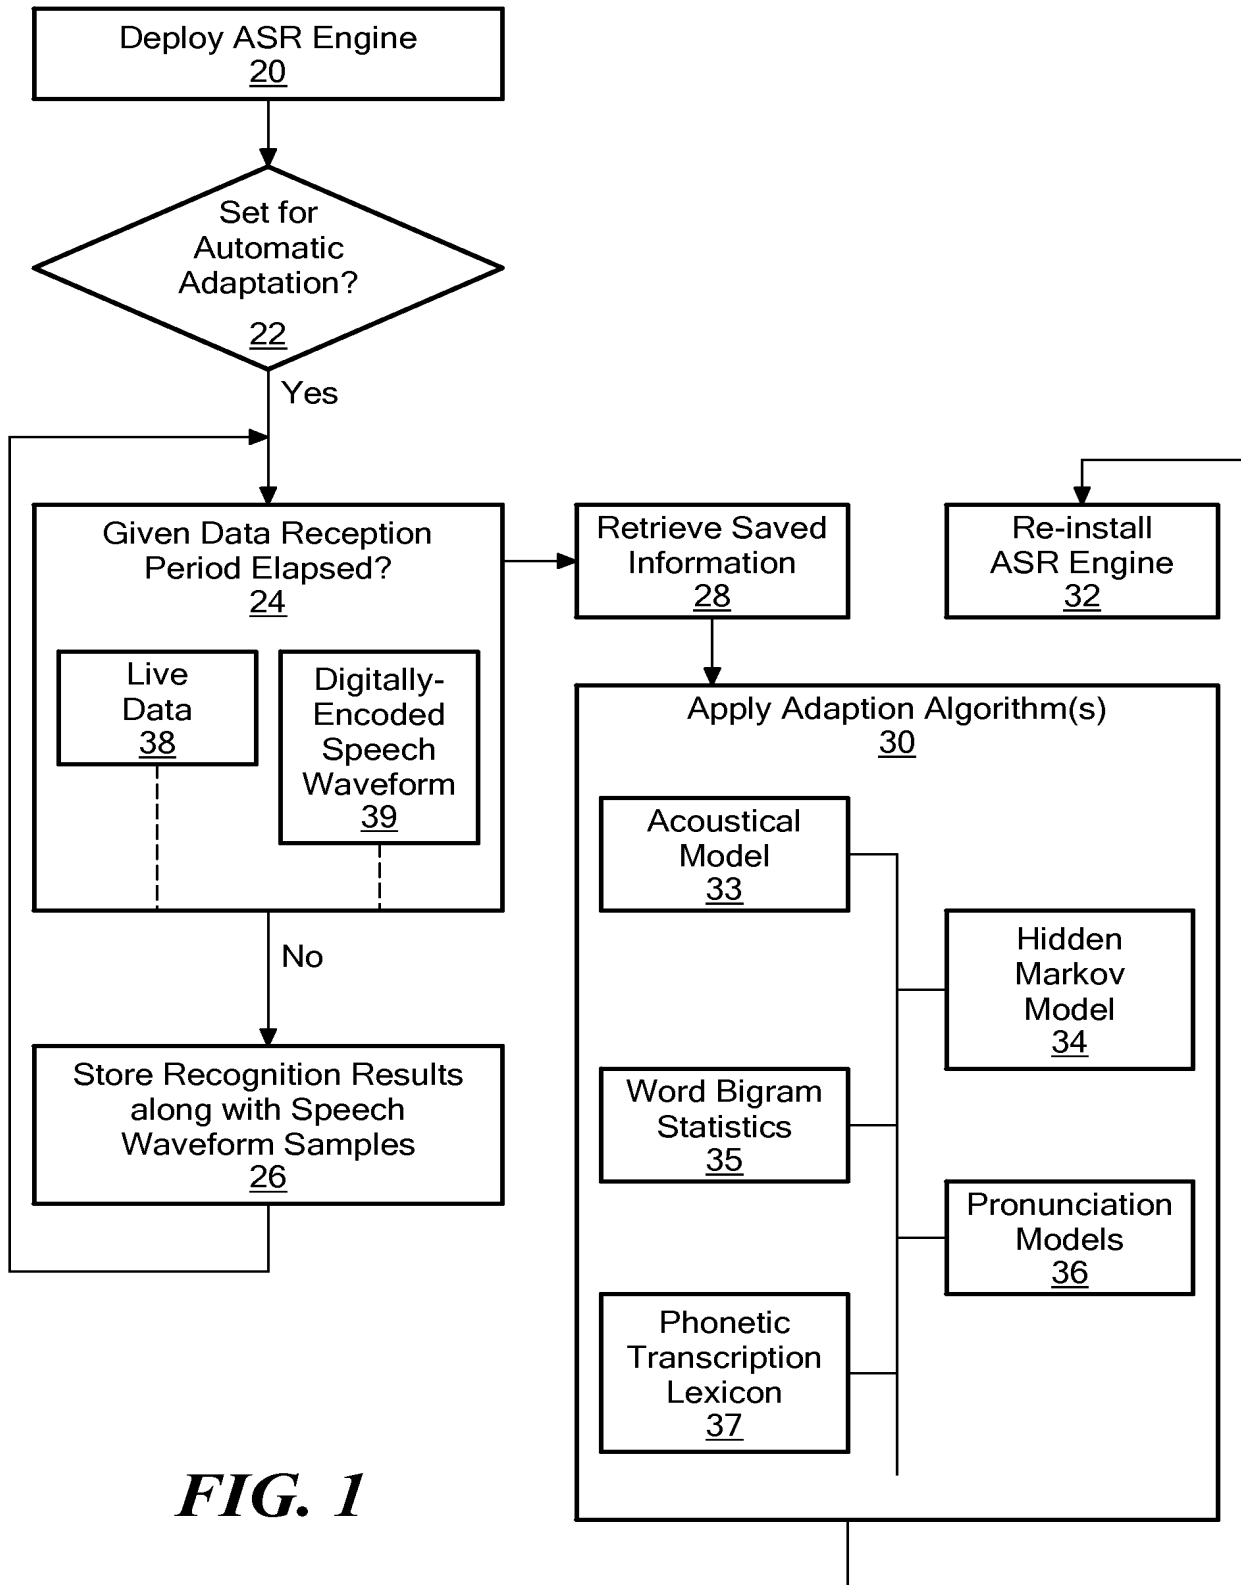 Deploy ASR Engine
20
Set for
Automatic
Adaptation?
22
Yes
Given Data Reception
Period Elapsed?
24
Live
Data
38
Digitally-
Encoded
Speech
Waveform
39
No
Store Recognition Results
along with Speech
Waveform Samples
26
Retrieve Saved
Information
28
Re-install
ASR Engine
32
Apply Adaption Algorithm(s)
30
Acoustical
Model
33
Hidden
Markov
Model
34
Word Bigram
Statistics
35
Pronunciation
Models
36
Phonetic
Transcription
Lexicon
37
FIG. 1